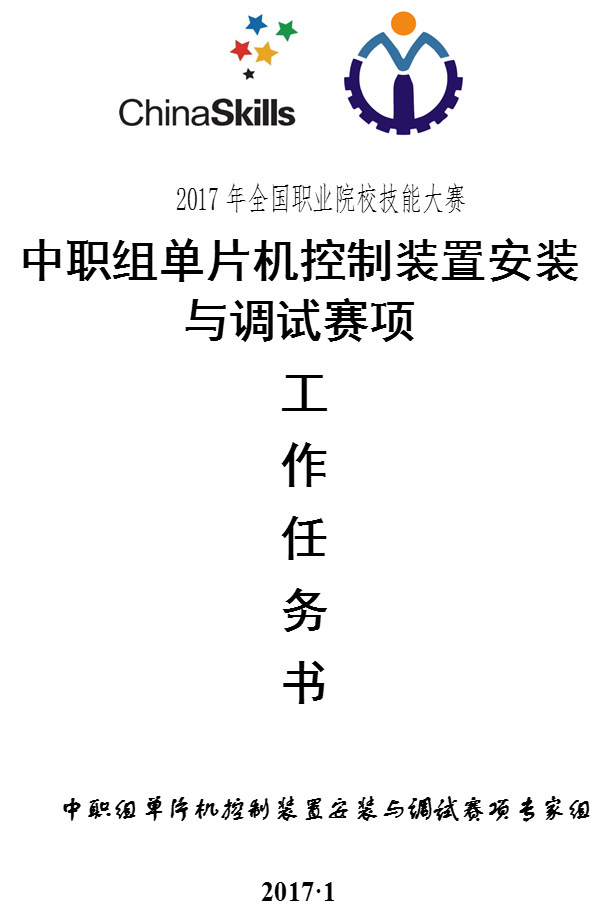 ChinaSkills
2017年全国职业院校技能大赛
中职组单片机控制装置安装
与调试赛项
工
作
任
务
书
中职组单片机控制装置安装与调试赛项专家组
2017·1